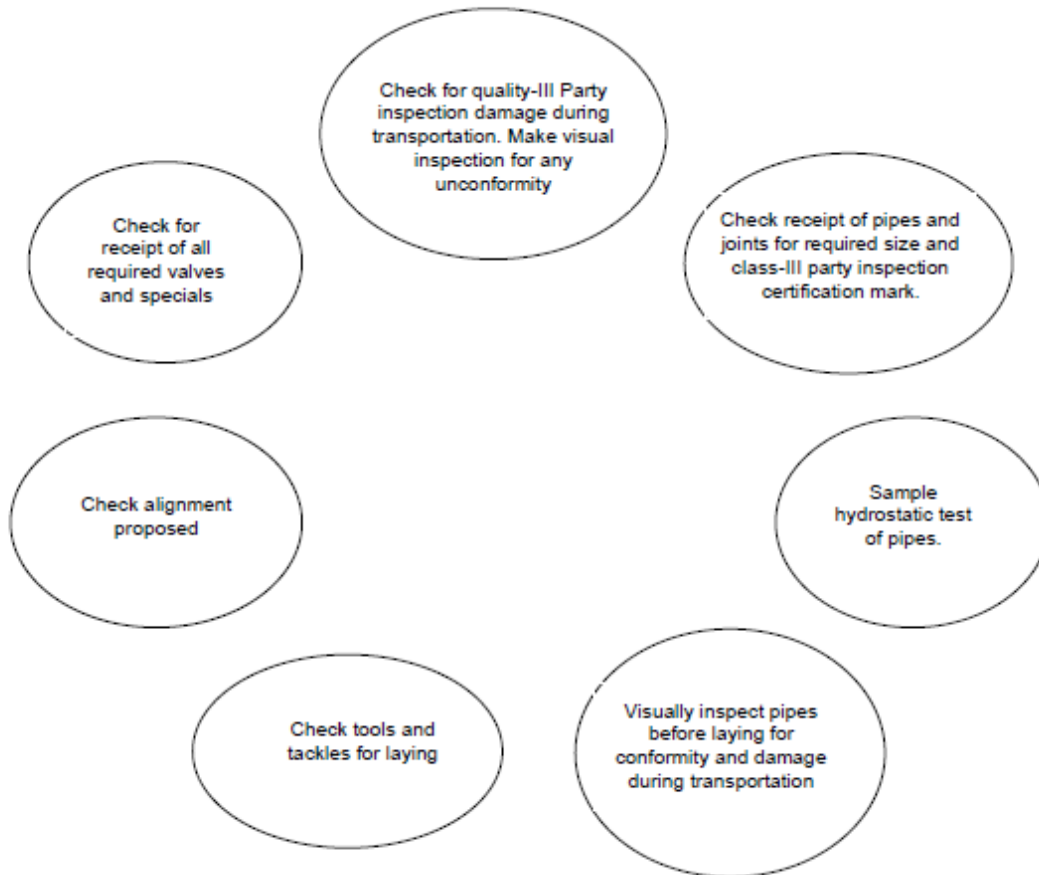 Check for quality-III Party
inspection damage during
transportation. Make visual
inspection for any
unconformity
Check receipt of pipes and
joints for required size and
class-III party inspection
certification mark.
Sample
hydrostatic test
of pipes.
Visually inspect pipes
before laying for
conformity and damage
during transportation
Check tools and
tackles for laying
Check alignment
proposed
Check for
receipt of all
required valves
and specials